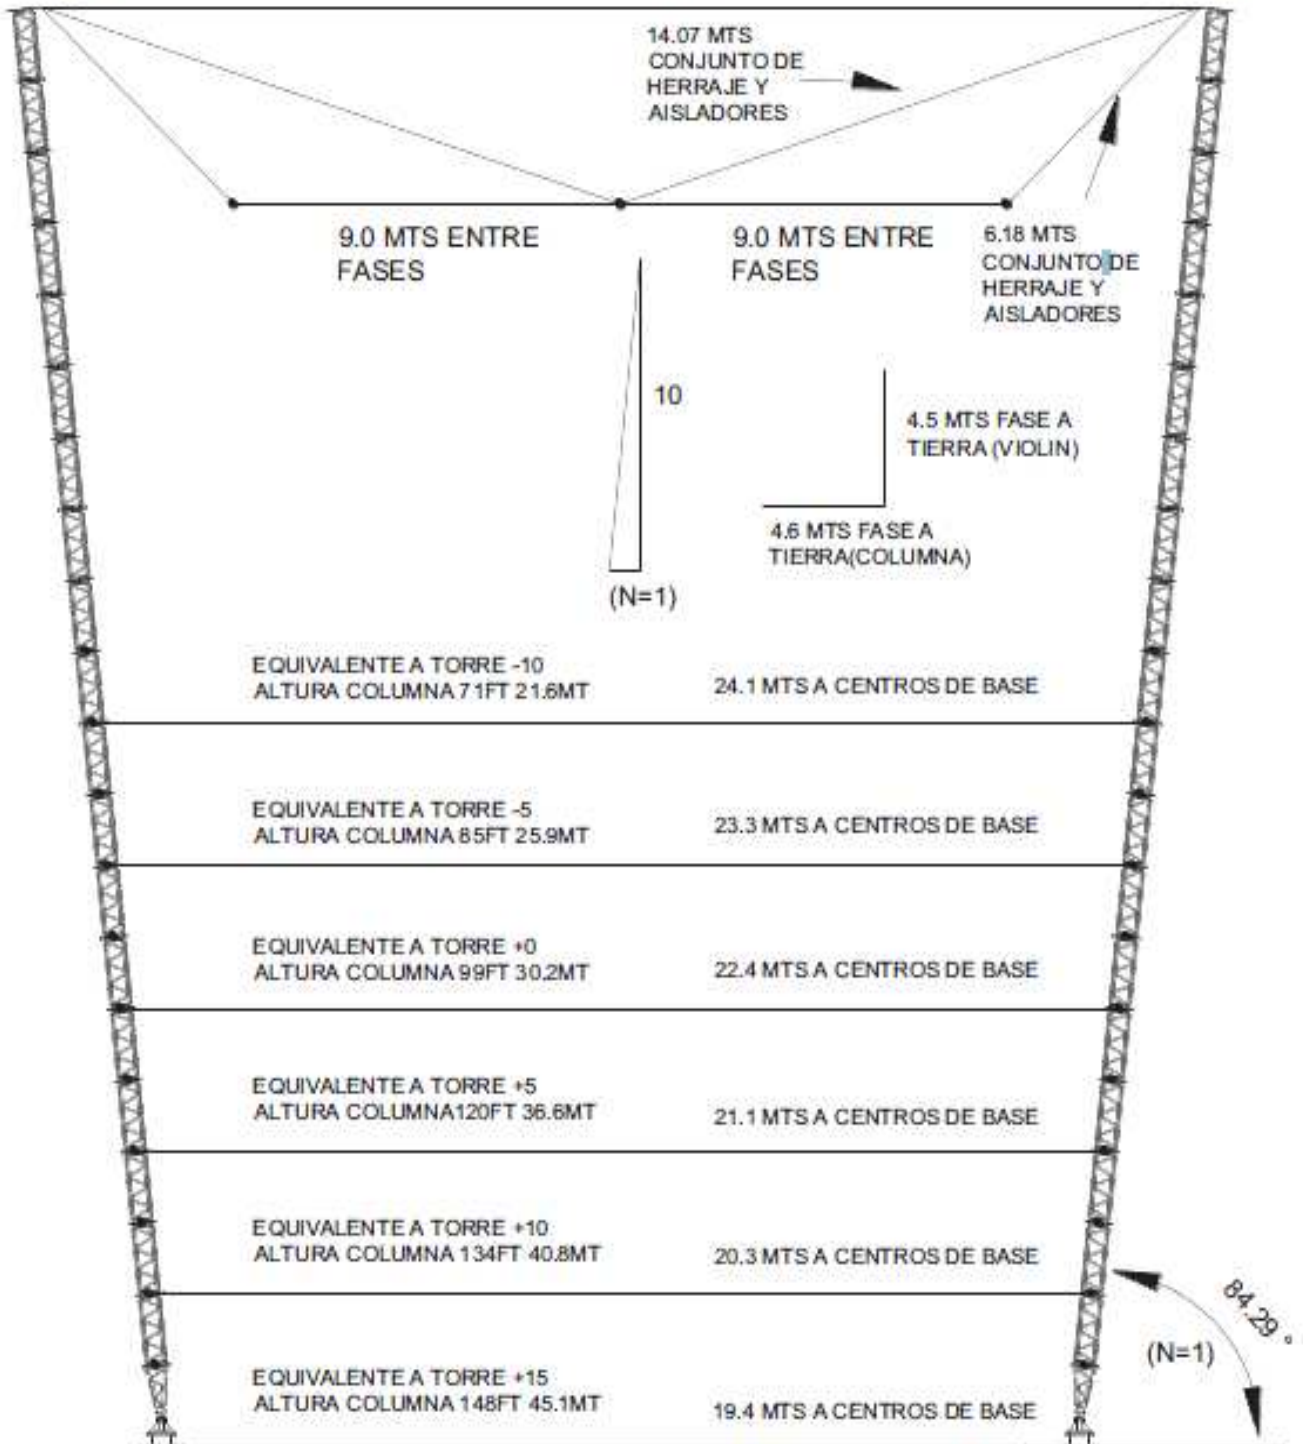 14.07 MTS
CONJUNTO DE
HERRAJE Y
AISLADORES
9.0 MTS ENTRE
FASES
9.0 MTS ENTRE
FASES
6.18 MTS
CONJUNTO DE
HERRAJE Y
AISLADORES
10
(N=1)
4.5 MTS FASE A
TIERRA (VIOLIN)
4.6 MTS FASE A
TIERRA(COLUMNA)
EQUIVALENTE A TORRE -10
ALTURA COLUMNA 71FT 21.6MT
24.1 MTS A CENTROS DE BASE
EQUIVALENTE A TORRE -5
ALTURA COLUMNA 85FT 25.9MT
23.3 MTS A CENTROS DE BASE
EQUIVALENTE A TORRE +0
ALTURA COLUMNA 99FT 30.2MT
22.4 MTS A CENTROS DE BASE
EQUIVALENTE A TORRE +5
ALTURA COLUMNA120FT 36.6MT
21.1 MTS A CENTROS DE BASE
EQUIVALENTE A TORRE +10
ALTURA COLUMNA 134FT 40.8MT
20.3 MTS A CENTROS DE BASE
84.29 °
(N=1)
EQUIVALENTE A TORRE +15
ALTURA COLUMNA 148FT 45.1MT
19.4 MTS A CENTROS DE BASE